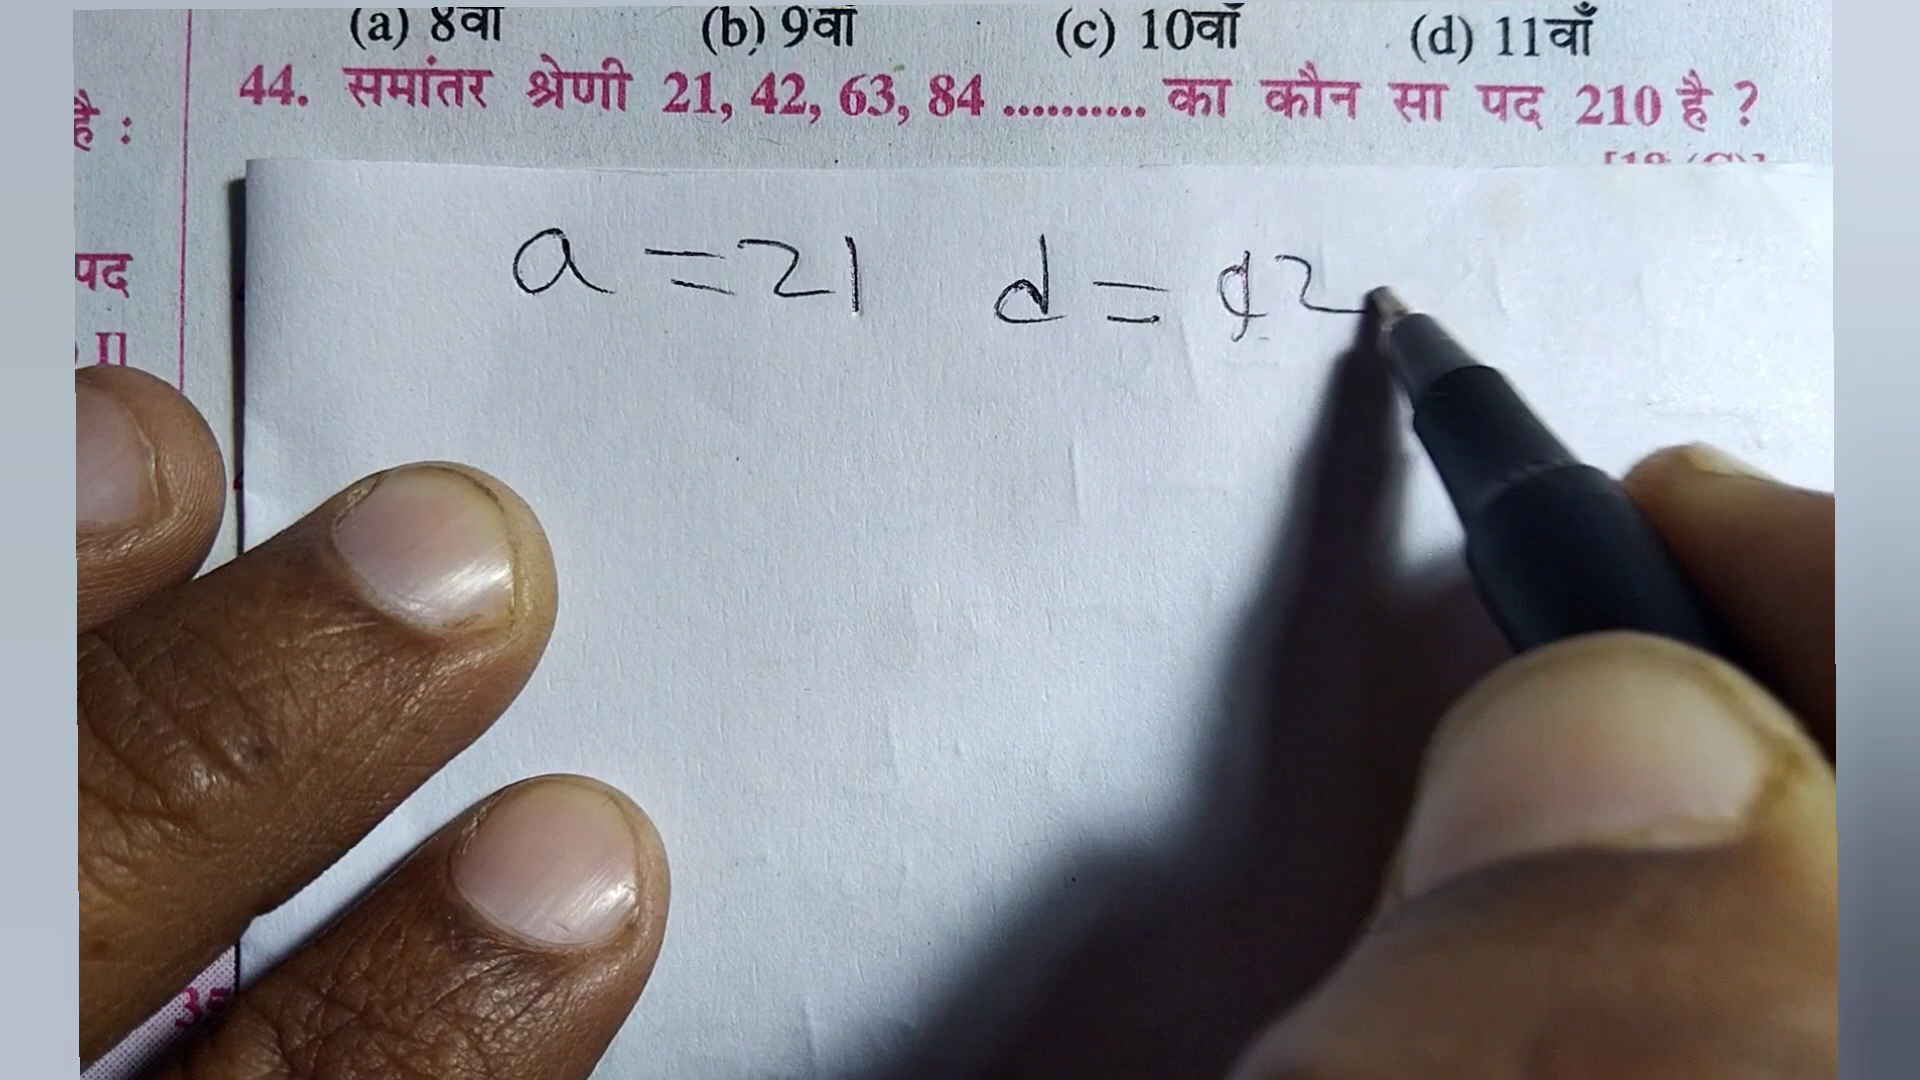 (a) 8वाँ (b) 9वाँ (c) 10वाँ (d) 11वाँ
44. समांतर श्रेणी 21, 42, 63, 84 .......... का कौन सा पद 210 है ?
है :
पद
I]
a = 21 d = 42